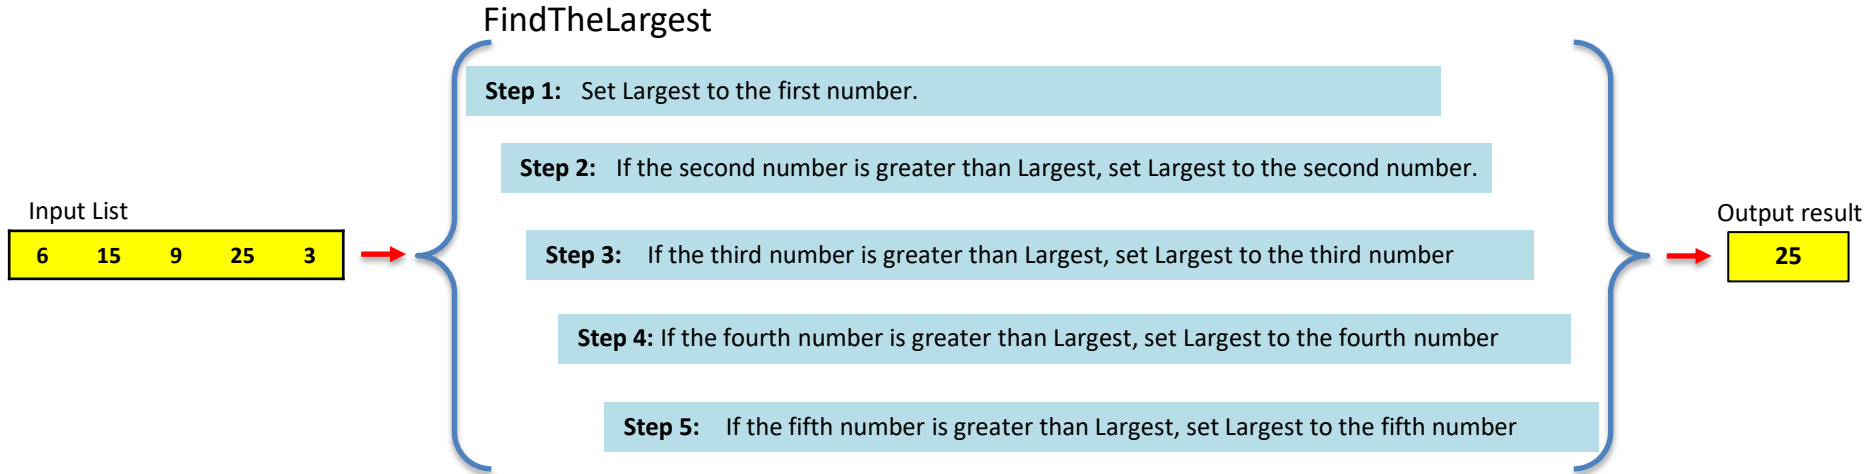 FindTheLargest
Step 1: Set Largest to the first number.
Step 2: If the second number is greater than Largest, set Largest to the second number.
Input List
6 15 9 25 3
Step 3: If the third number is greater than Largest, set Largest to the third number
Output result
25
Step 4: If the fourth number is greater than Largest, set Largest to the fourth number
Step 5: If the fifth number is greater than Largest, set Largest to the fifth number